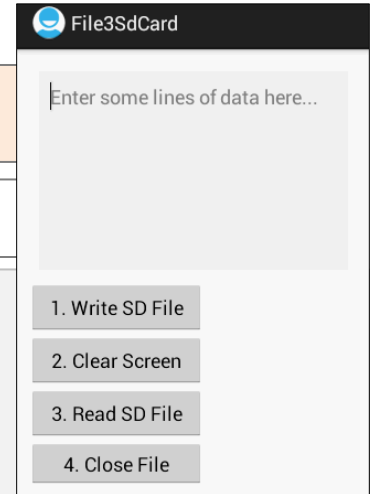 File3SdCard
Enter some lines of data here...
1. Write SD File
2. Clear Screen
3. Read SD File
4. Close File